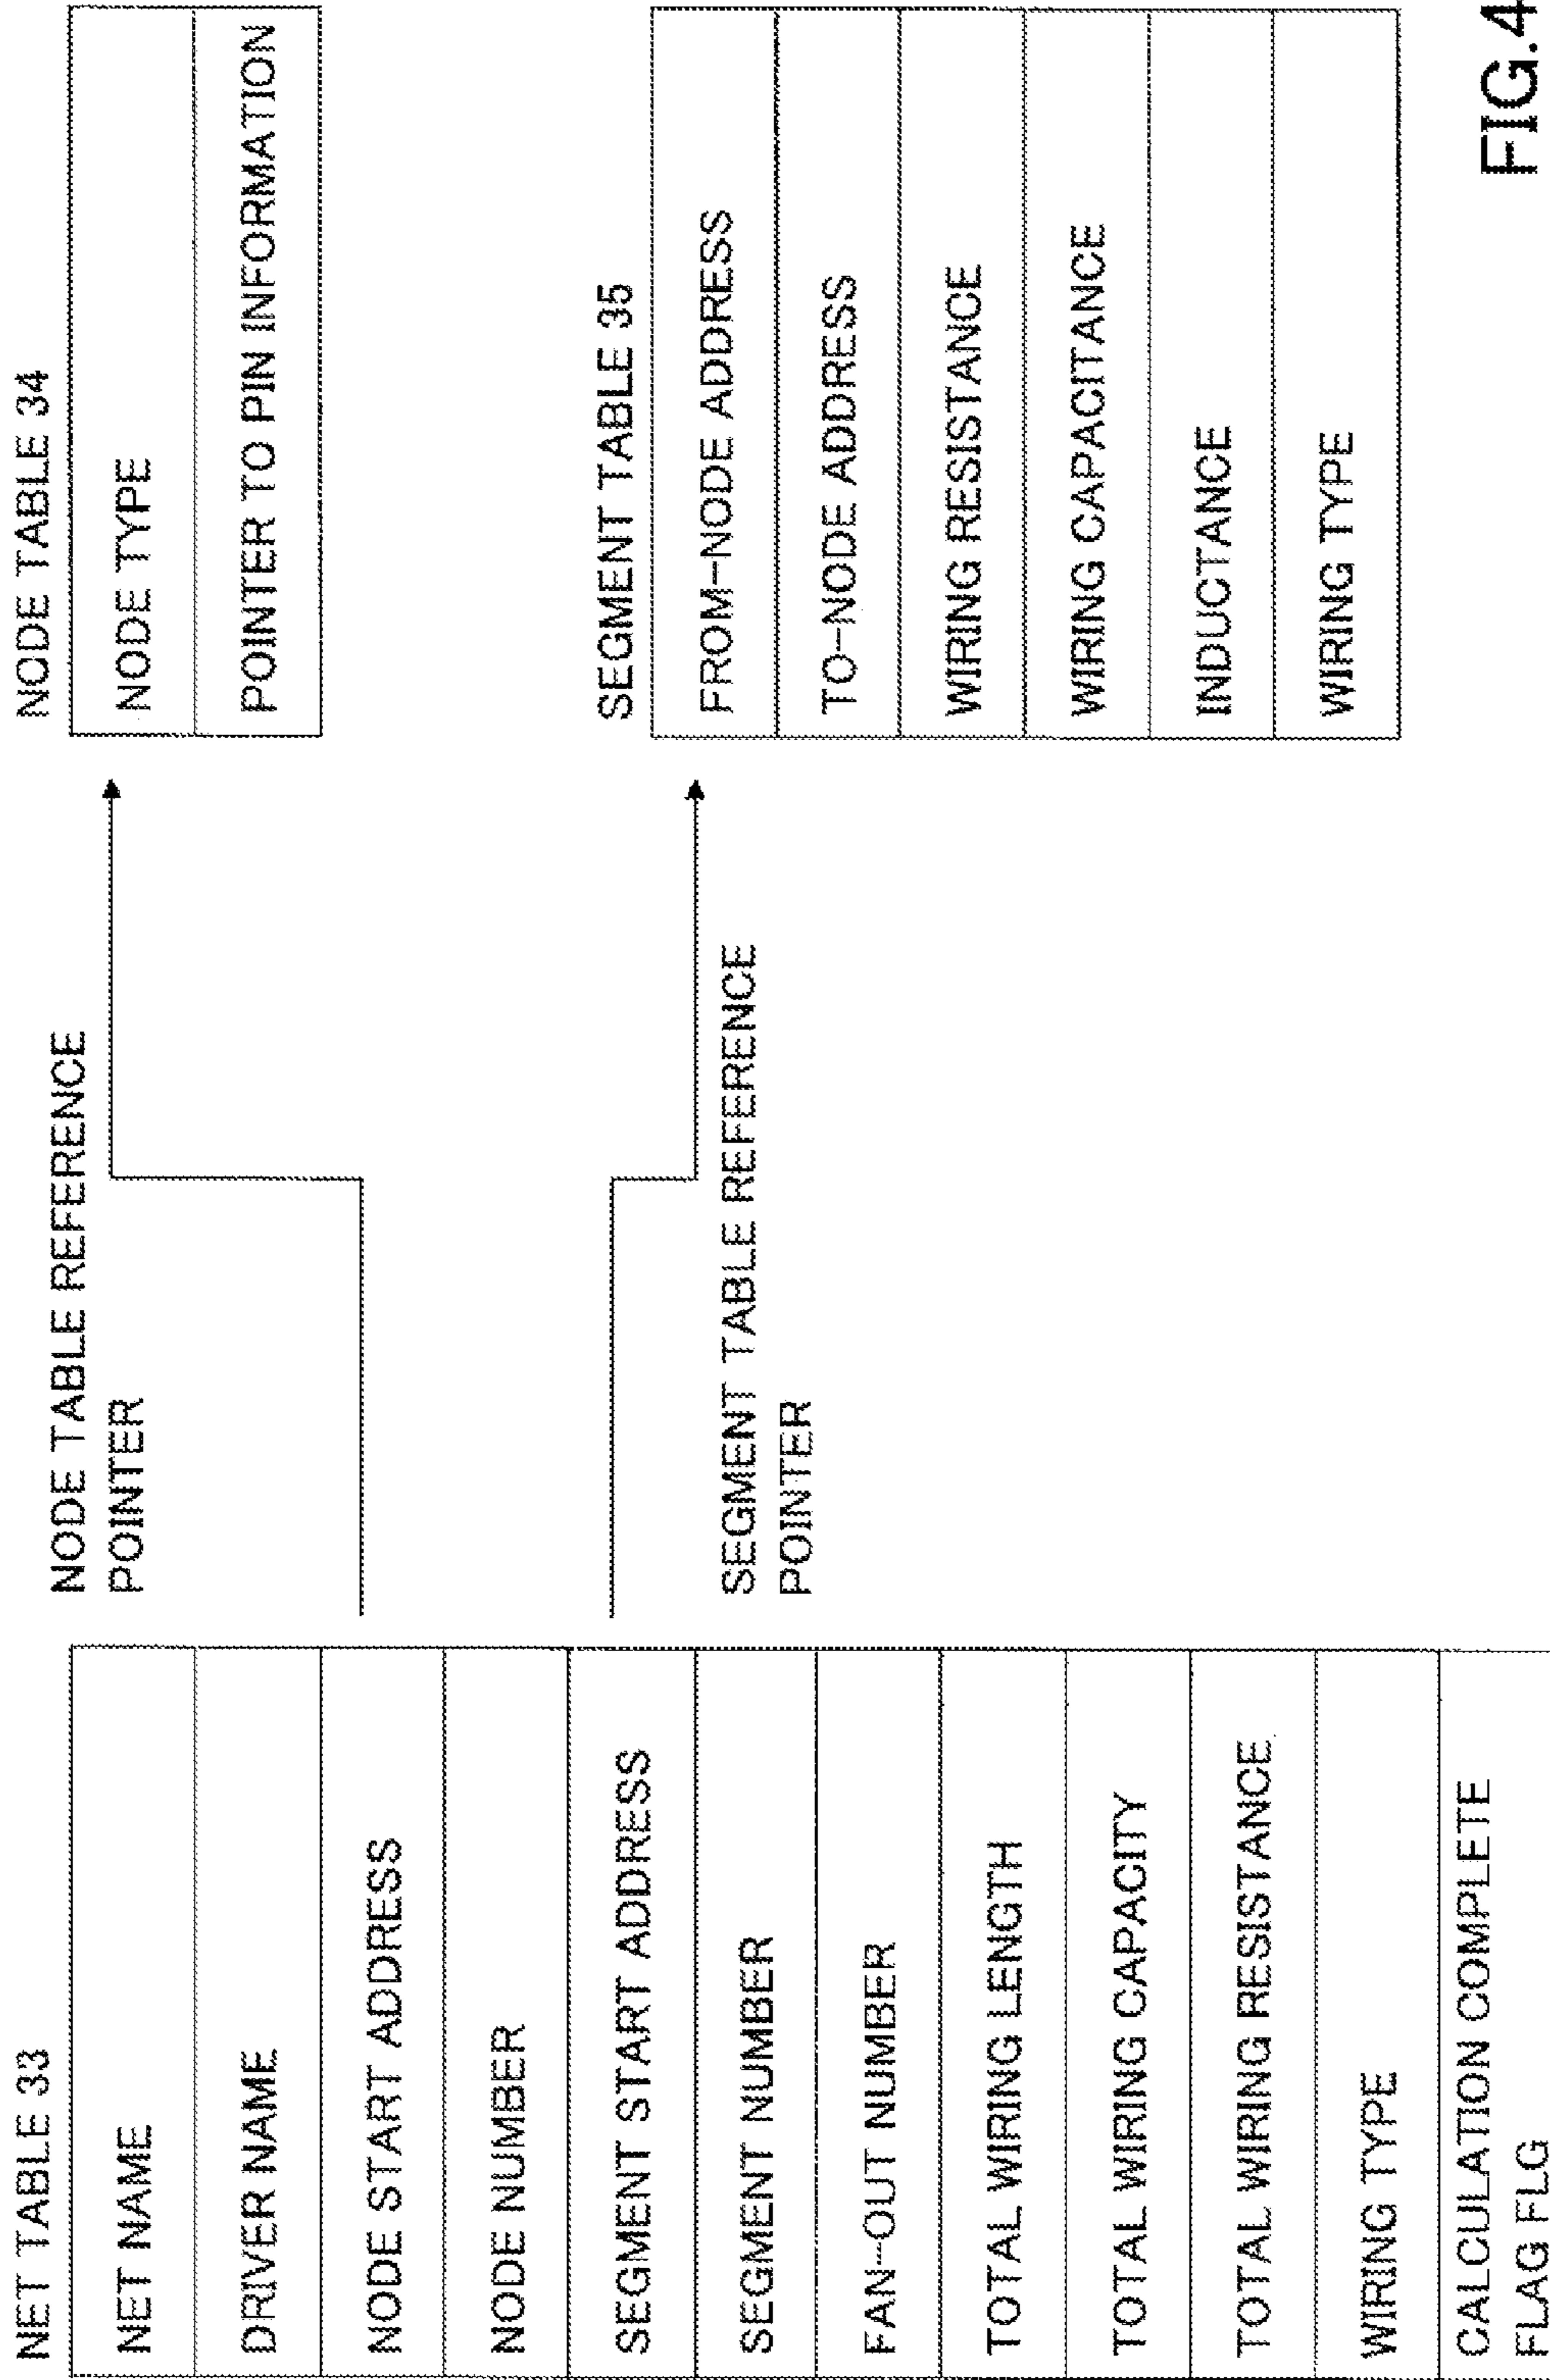 NET TABLE 33
NET NAME
DRIVER NAME
NODE START ADDRESS
NODE NUMBER
SEGMENT START ADDRESS
SEGMENT NUMBER
FAN-OUT NUMBER
TOTAL WIRING LENGTH
TOTAL WIRING CAPACITY
TOTAL WIRING RESISTANCE
WIRING TYPE
CALCULATION COMPLETE
FLAG FLG
NODE TABLE REFERENCE
POINTER
SEGMENT TABLE REFERENCE
POINTER
NODE TABLE 34
NODE TYPE
POINTER TO PIN INFORMATION
SEGMENT TABLE 35
FROM-NODE ADDRESS
TO-NODE ADDRESS
WIRING RESISTANCE
WIRING CAPACITANCE
INDUCTANCE
WIRING TYPE
FIG.4